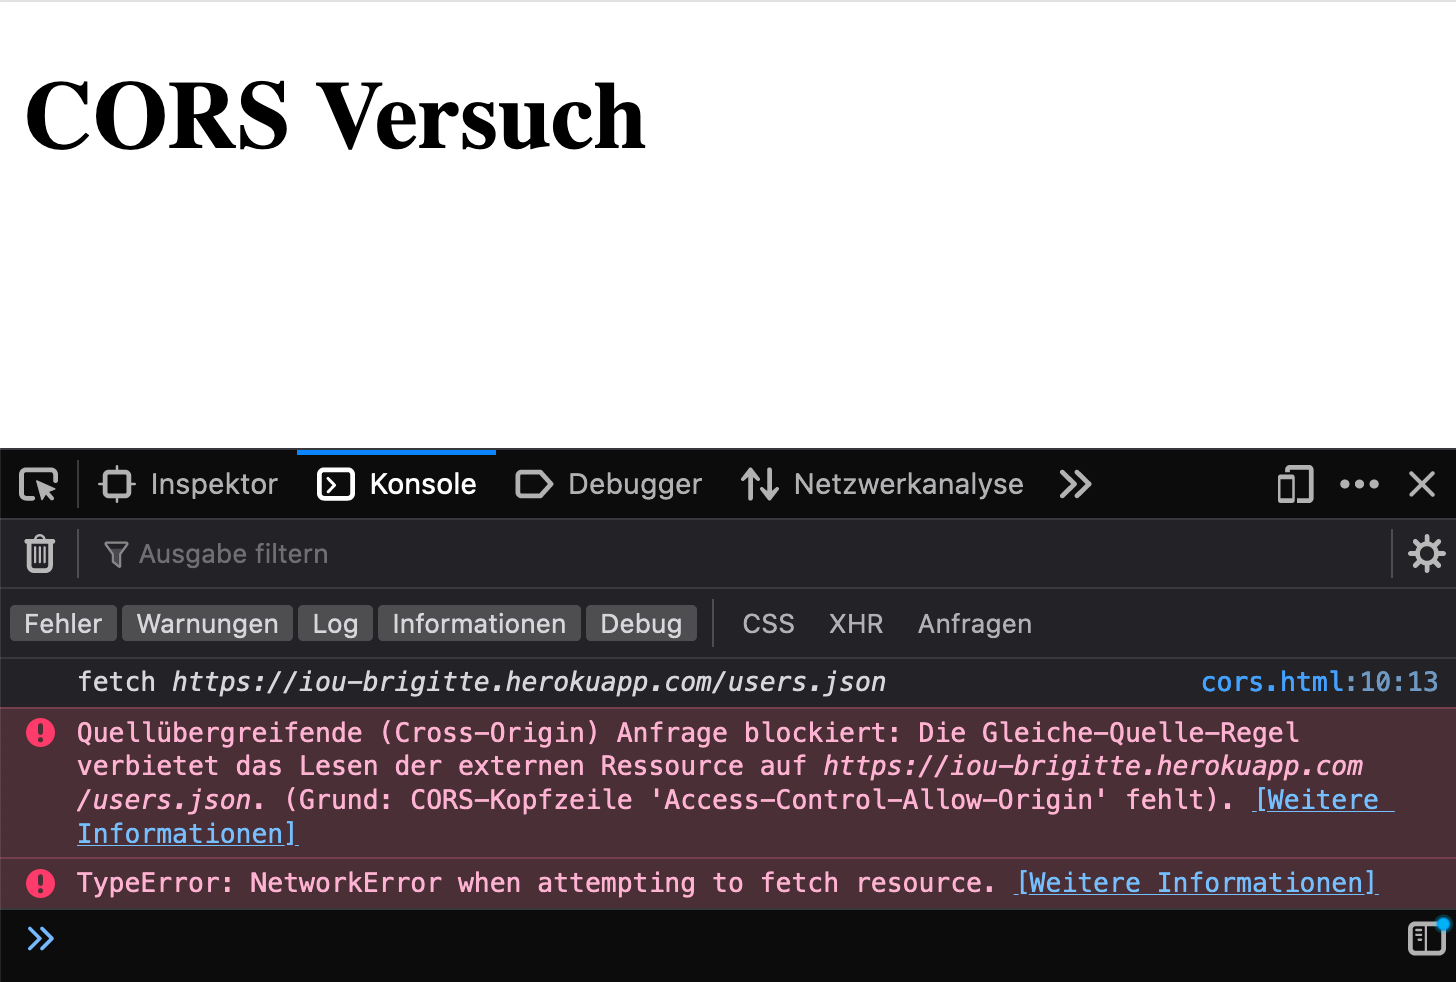 CORS Versuch
Inspektor Konsole Debugger Netzwerkanalyse
Ausgabe filtern
Fehler Warnungen Log Informationen Debug CSS XHR Anfragen
fetch https://iou-brigitte.herokuapp.com/users.json cors.html:10:13
Quellübergreifende (Cross-Origin) Anfrage blockiert: Die Gleiche-Quelle-Regel
verbietet das Lesen der externen Ressource auf https://iou-brigitte.herokuapp.com
/users.json. (Grund: CORS-Kopfzeile 'Access-Control-Allow-Origin' fehlt). [Weitere
Informationen]
TypeError: NetworkError when attempting to fetch resource. [Weitere Informationen]